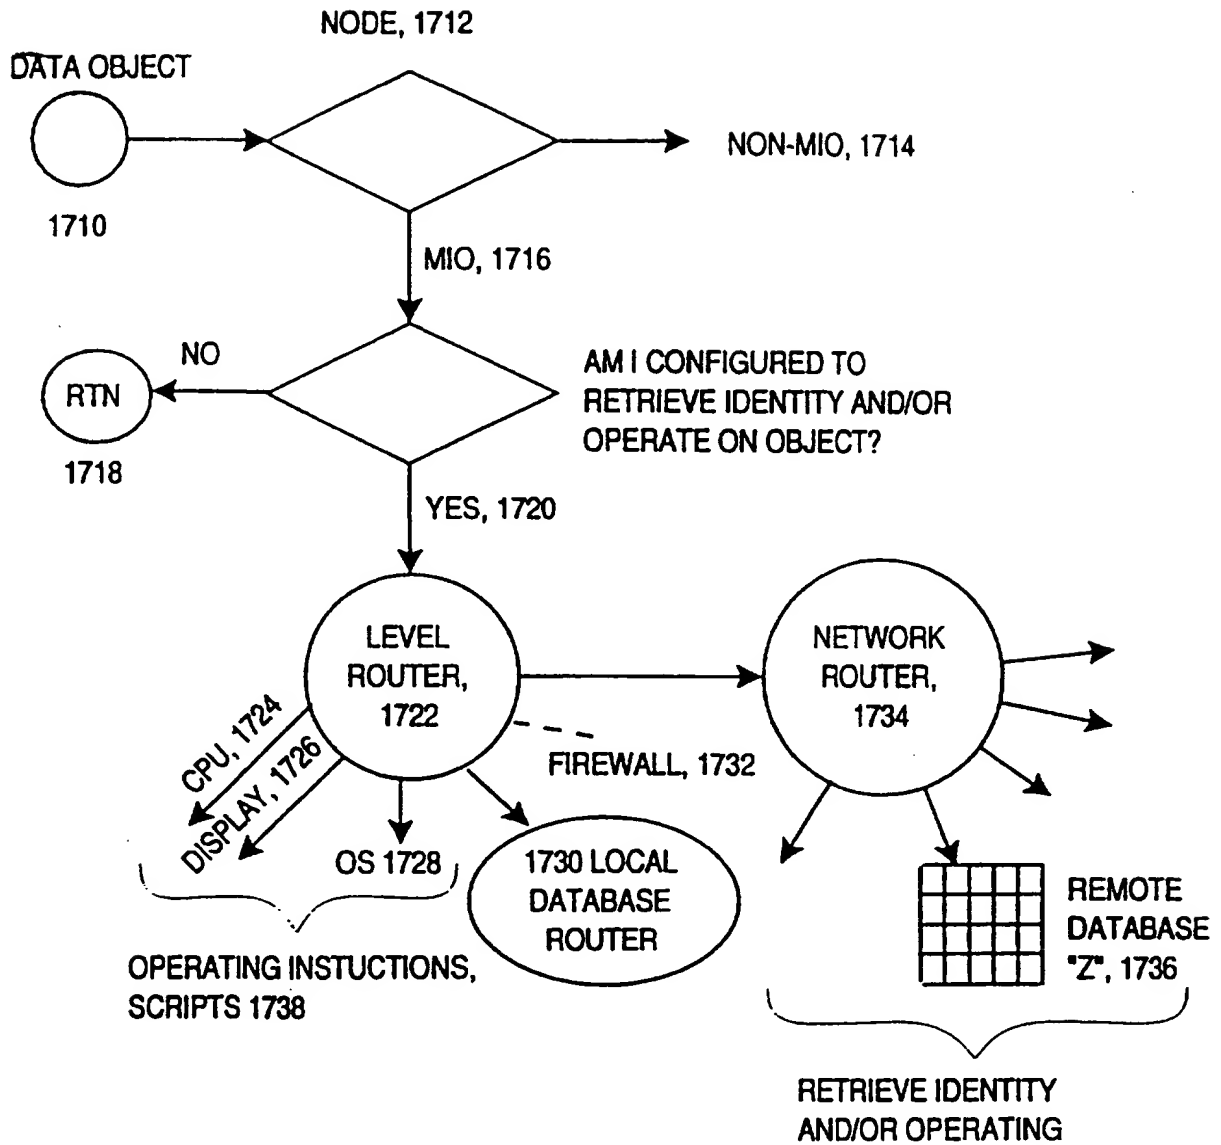 NODE, 1712
DATA OBJECT
NON-MIO, 1714
1710
MIO, 1716
NO
AM I CONFIGURED TO
RETRIEVE IDENTITY AND/OR
OPERATE ON OBJECT?
RTN
1718
YES, 1720
LEVEL
ROUTER,
1722
NETWORK
ROUTER,
1734
CPU, 1724
DISPLAY, 1726
FIREWALL, 1732
OS 1728
1730 LOCAL
DATABASE
ROUTER
REMOTE
DATABASE
"Z", 1736
OPERATING INSTUCTIONS,
SCRIPTS 1738
RETRIEVE IDENTITY
AND/OR OPERATING